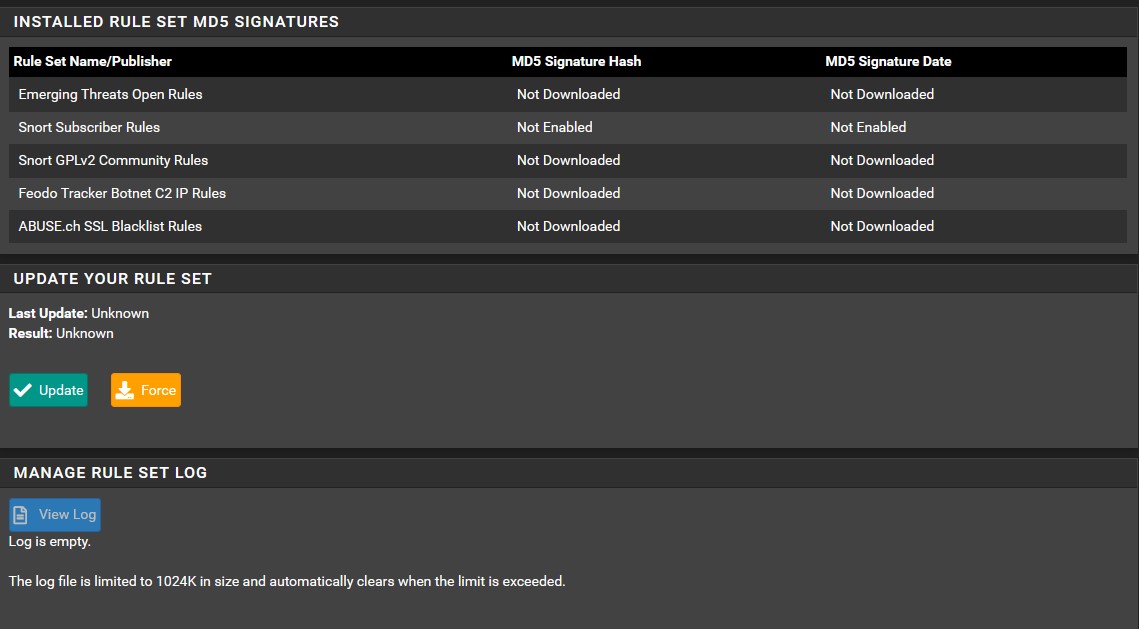 INSTALLED RULE SET MD5 SIGNATURES
Rule Set Name/Publisher MD5 Signature Hash MD5 Signature Date
Emerging Threats Open Rules Not Downloaded Not Downloaded
Snort Subscriber Rules Not Enabled Not Enabled
Snort GPLv2 Community Rules Not Downloaded Not Downloaded
Feodo Tracker Botnet C2 IP Rules Not Downloaded Not Downloaded
ABUSE.ch SSL Blacklist Rules Not Downloaded Not Downloaded
UPDATE YOUR RULE SET
Last Update: Unknown
Result: Unknown
Update Force
MANAGE RULE SET LOG
View Log
Log is empty.
The log file is limited to 1024K in size and automatically clears when the limit is exceeded.